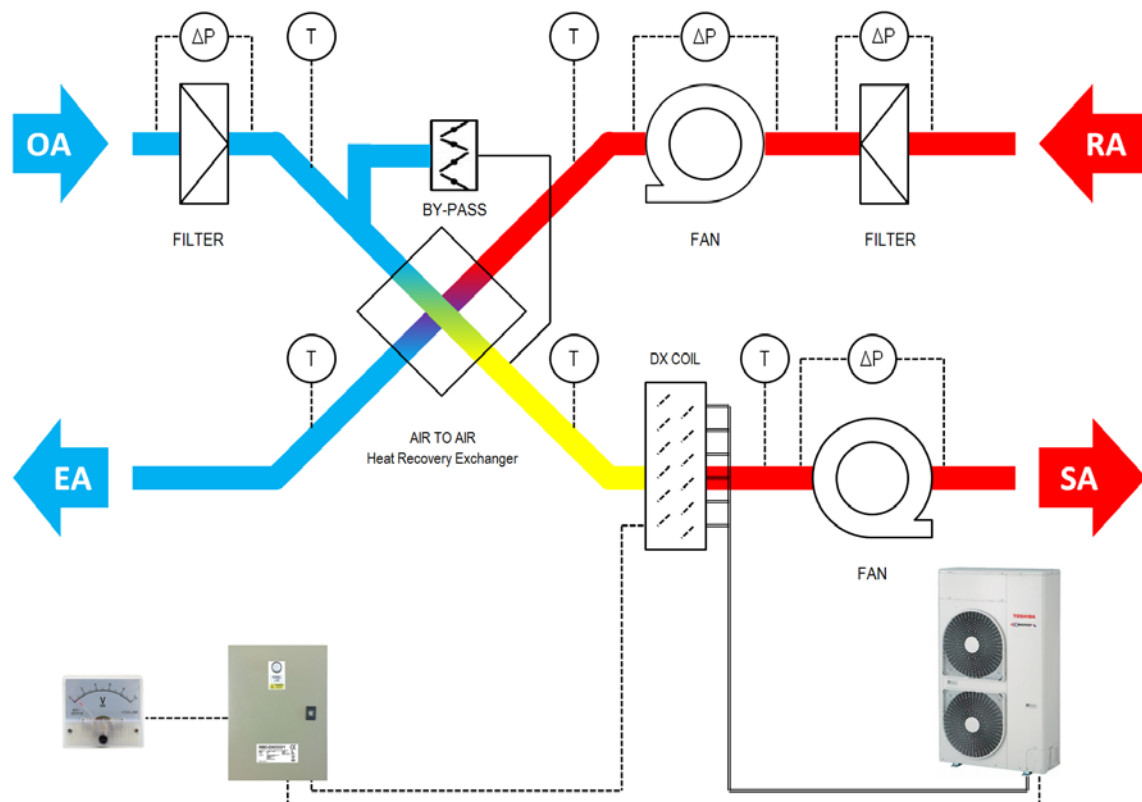 ΔP
T
T
ΔP
ΔP
OA
RA
BY-PASS
FILTER
FAN
FILTER
T
T
DX COIL
T
ΔP
AIR TO AIR
Heat Recovery Exchanger
EA
SA
FAN
TOSHIBA
V